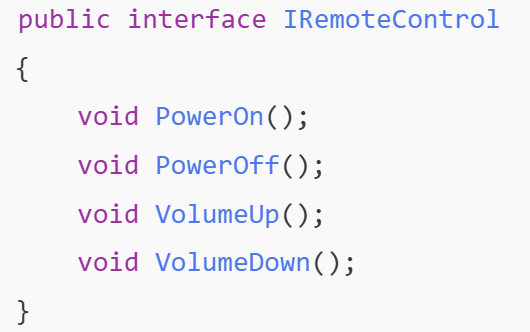 public interface IRemoteControl
{
    void PowerOn();
    void PowerOff();
    void VolumeUp();
    void VolumeDown();
}